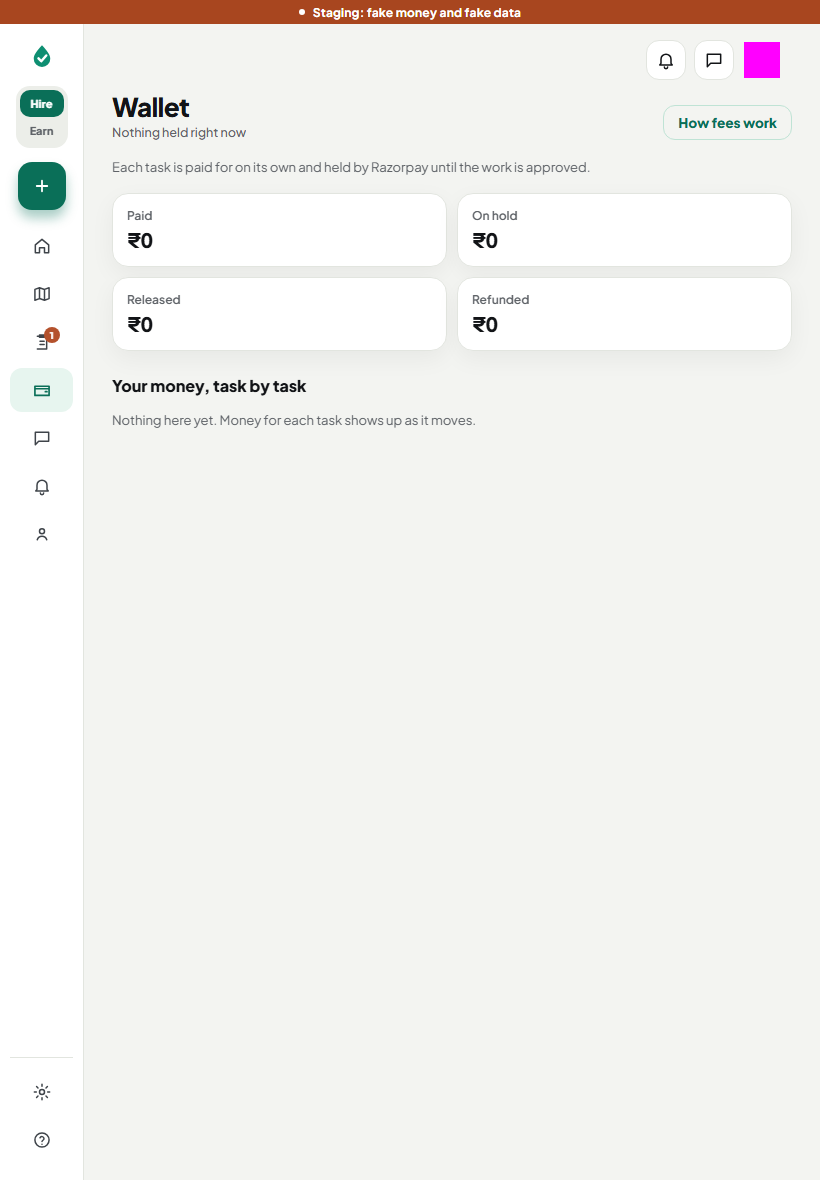 Staging: fake money and fake data
Hire
Earn
1
Wallet
Nothing held right now
How fees work
Each task is paid for on its own and held by Razorpay until the work is approved.
Paid
₹0
On hold
₹0
Released
₹0
Refunded
₹0
Your money, task by task
Nothing here yet. Money for each task shows up as it moves.